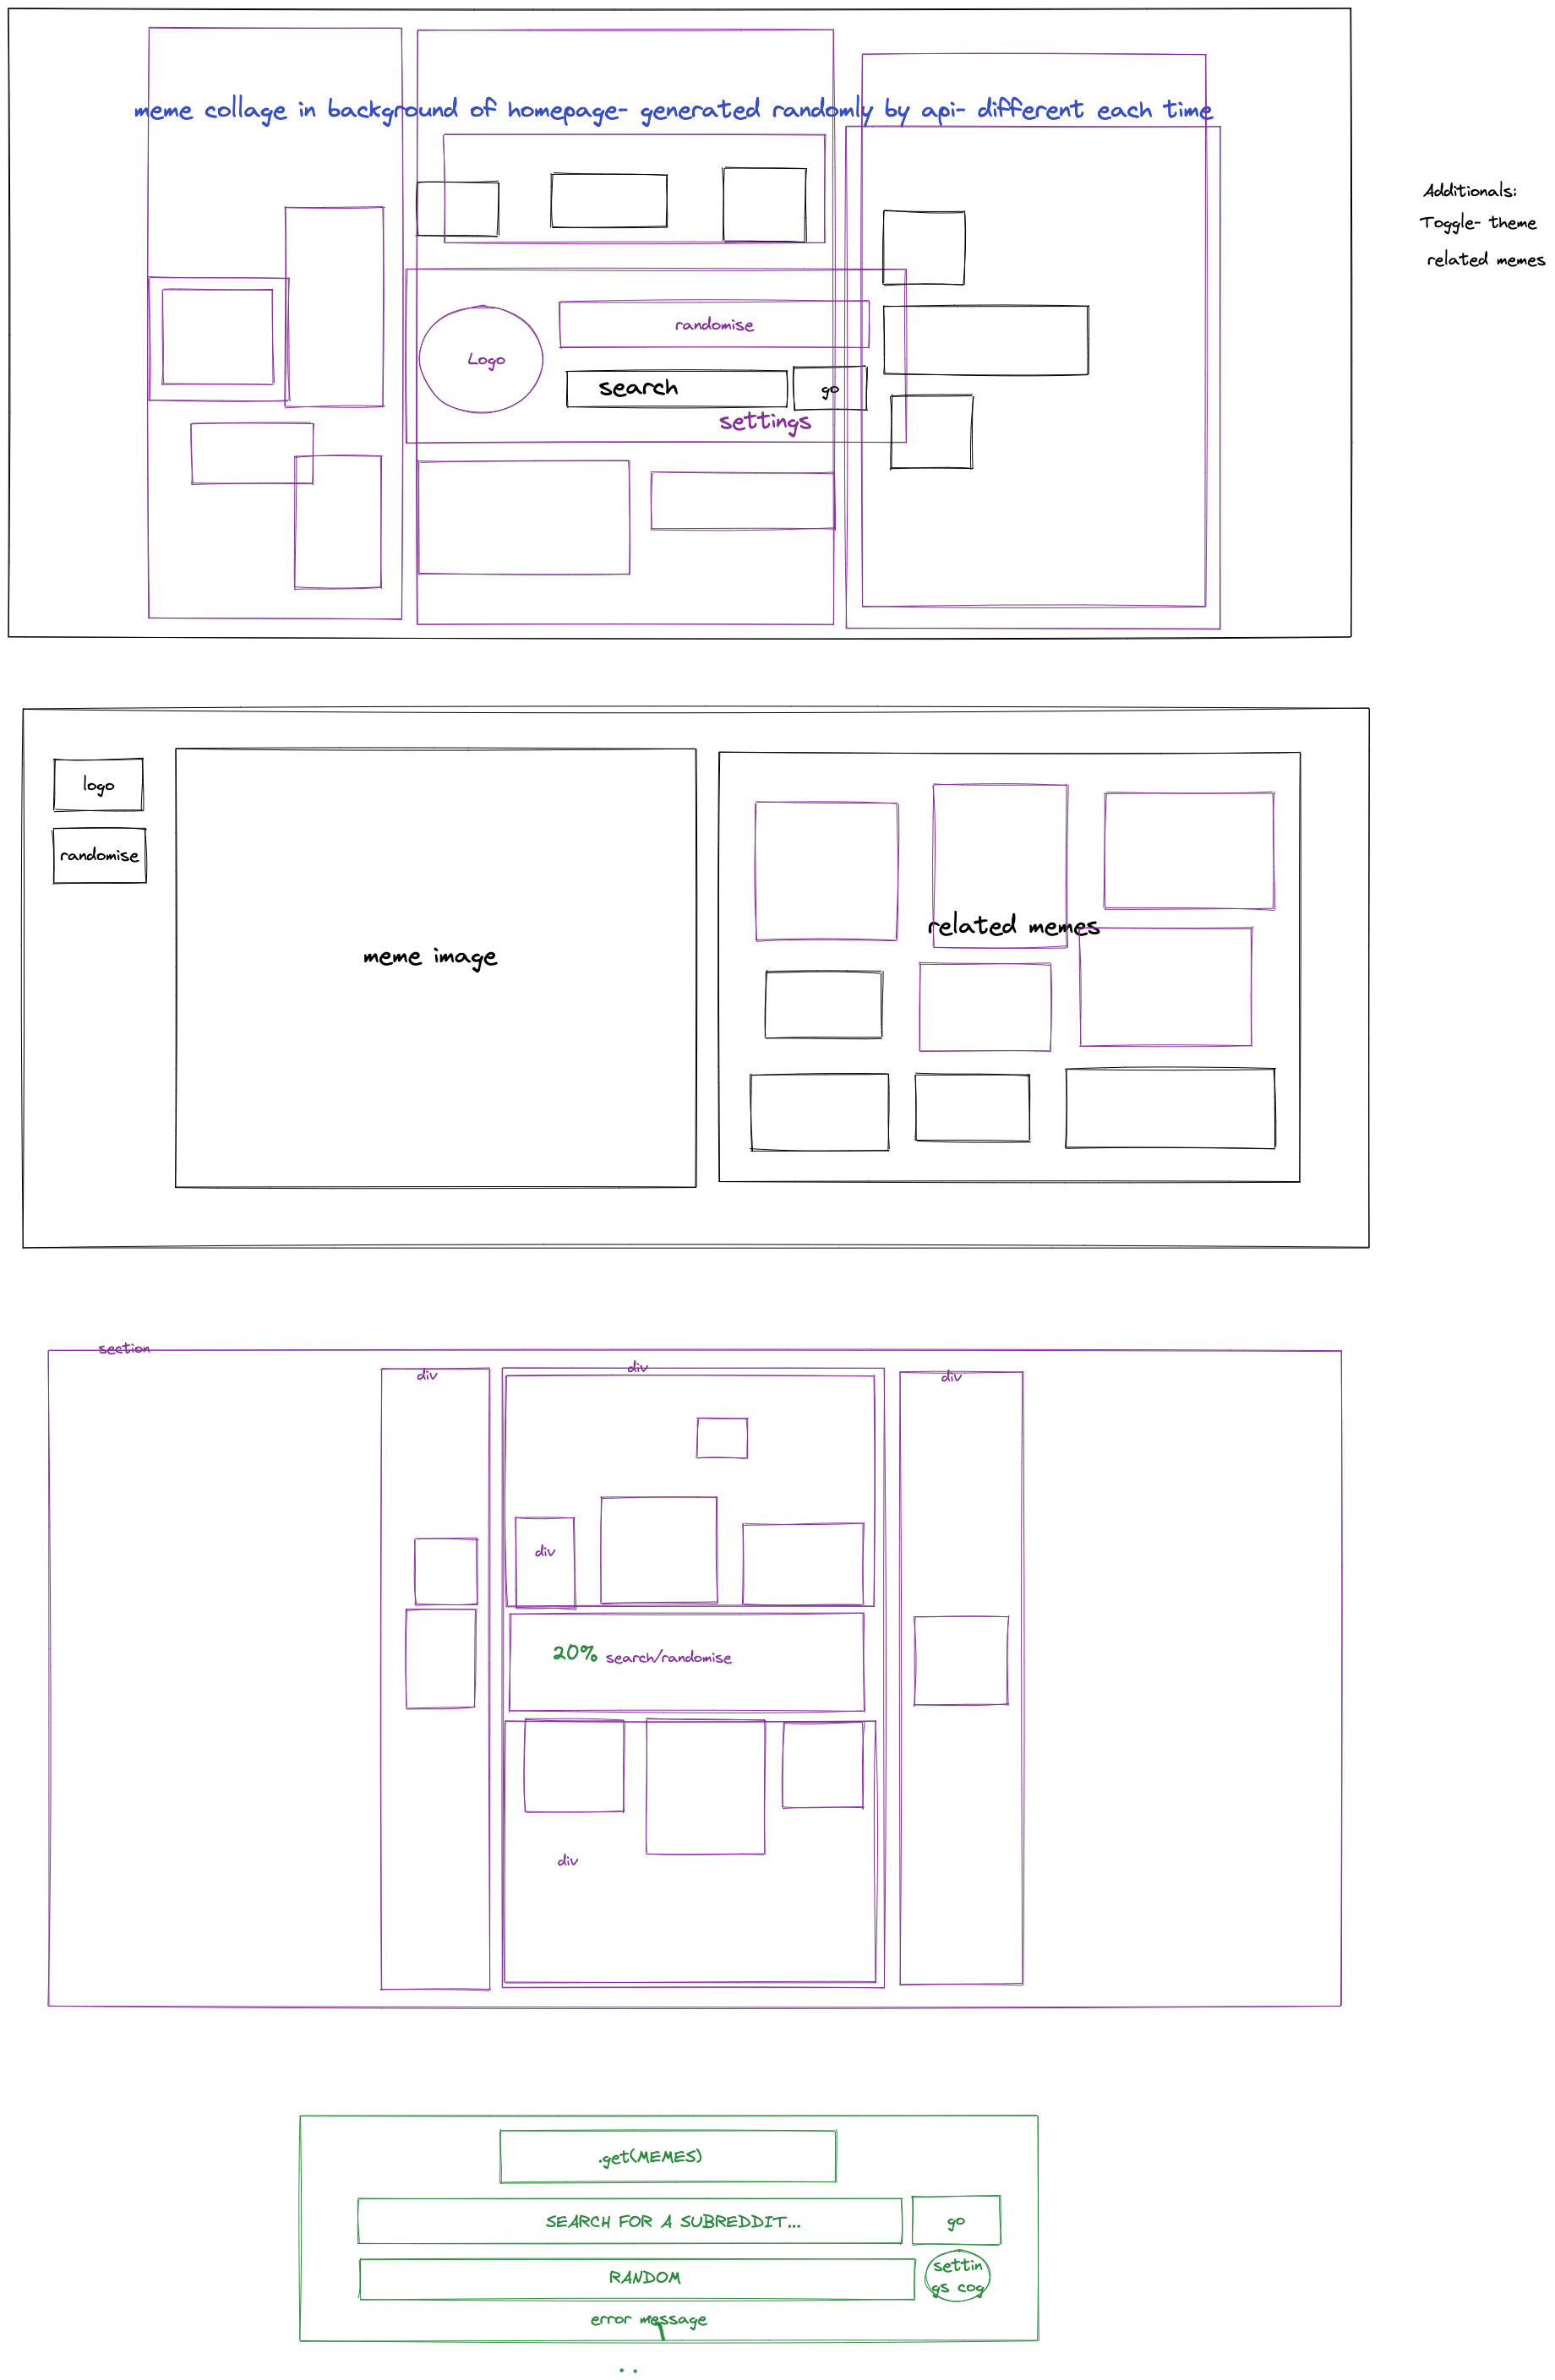 meme collage in background of homepage- generated randomly by api- different each time
Additionals:
Toggle- theme
related memes
randomise
Logo
search
go
settings
logo
randomise
related memes
meme image
section
div
div
div
div
20%
search/randomise
div
.get(MEMES)
SEARCH FOR A SUBREDDIT...
go
RANDOM
settin
gs cog
error message